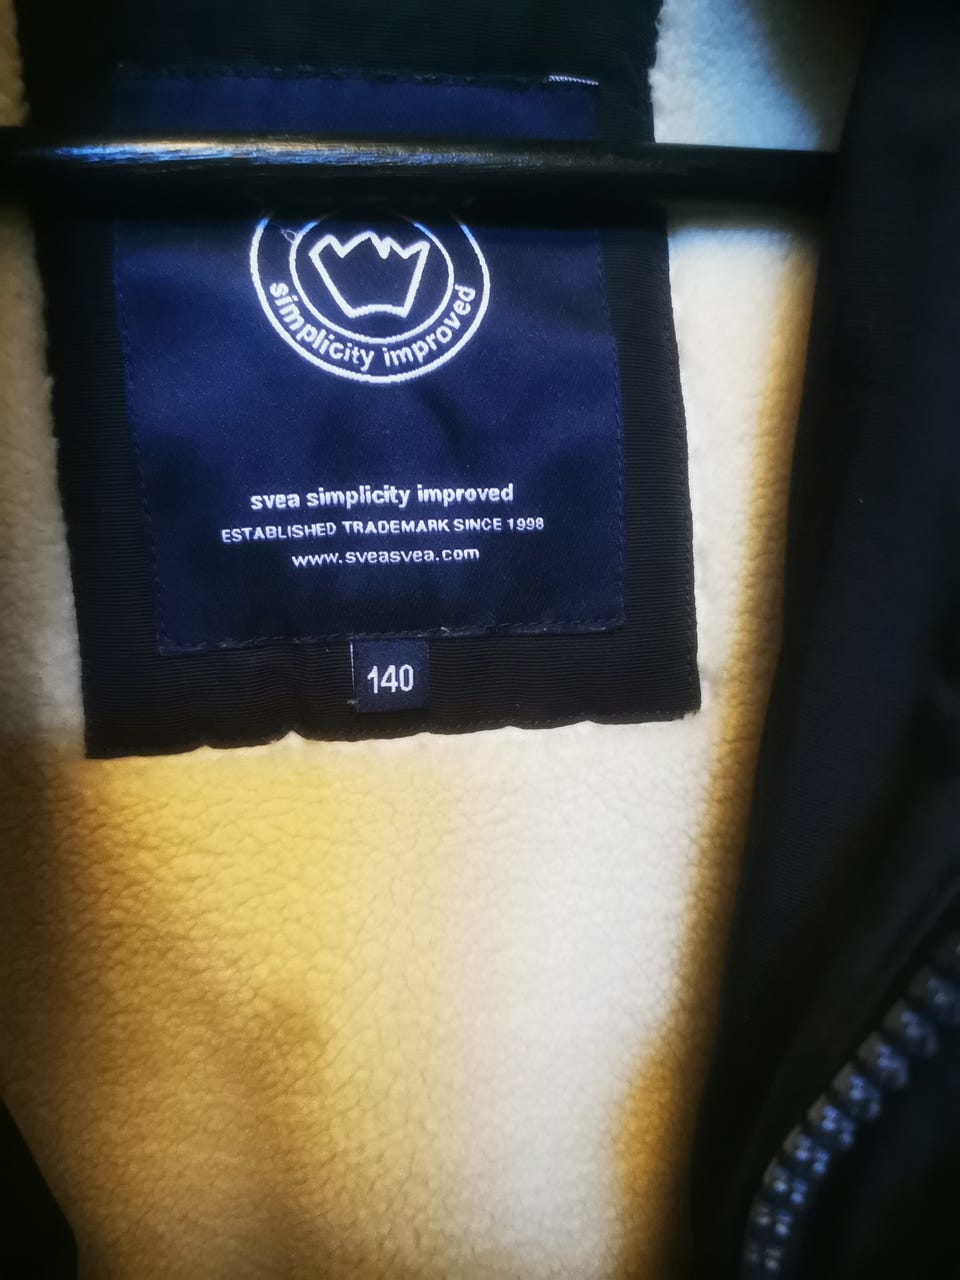 simplicity improved
svea simplicity improved
ESTABLISHED TRADEMARK SINCE 1998
www.sveasvea.com
140